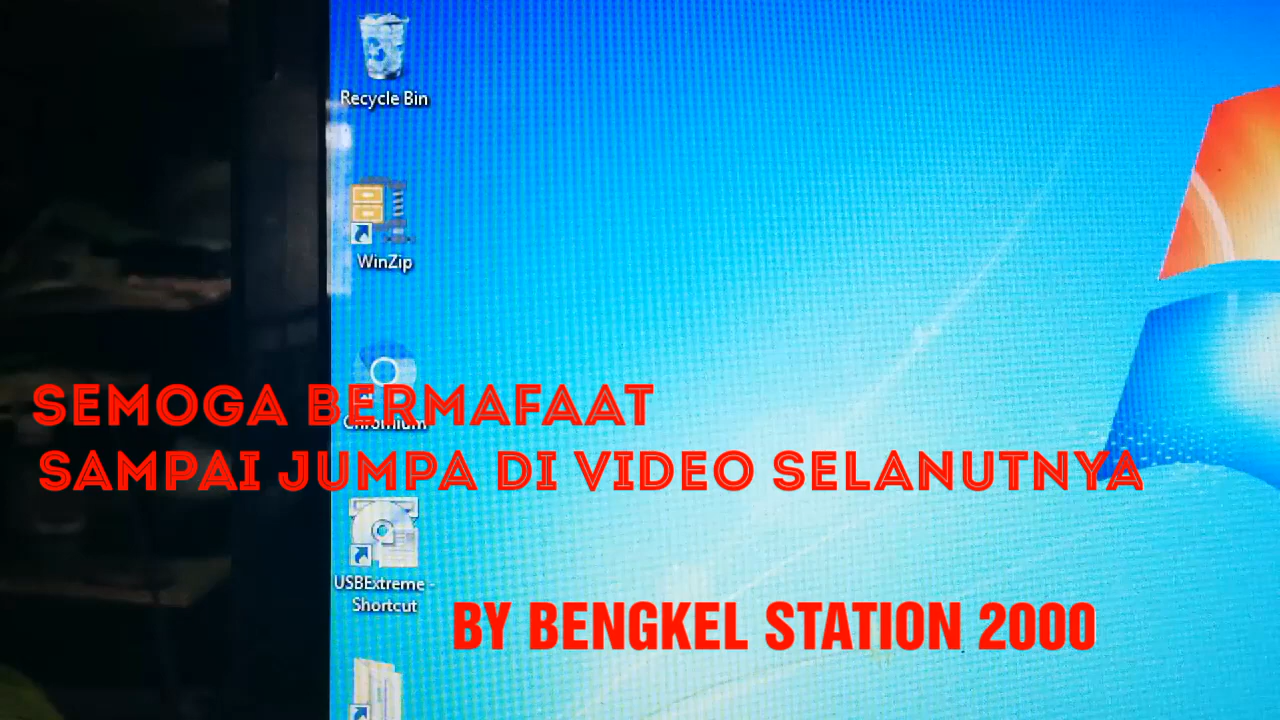 Recycle Bin
WinZip
SEMOGA BERMAFAAT
Chromium
SAMPAI JUMPA DI VIDEO SELANUTNYA
USBExtreme -
Shortcut
BY BENGKEL STATION 2000